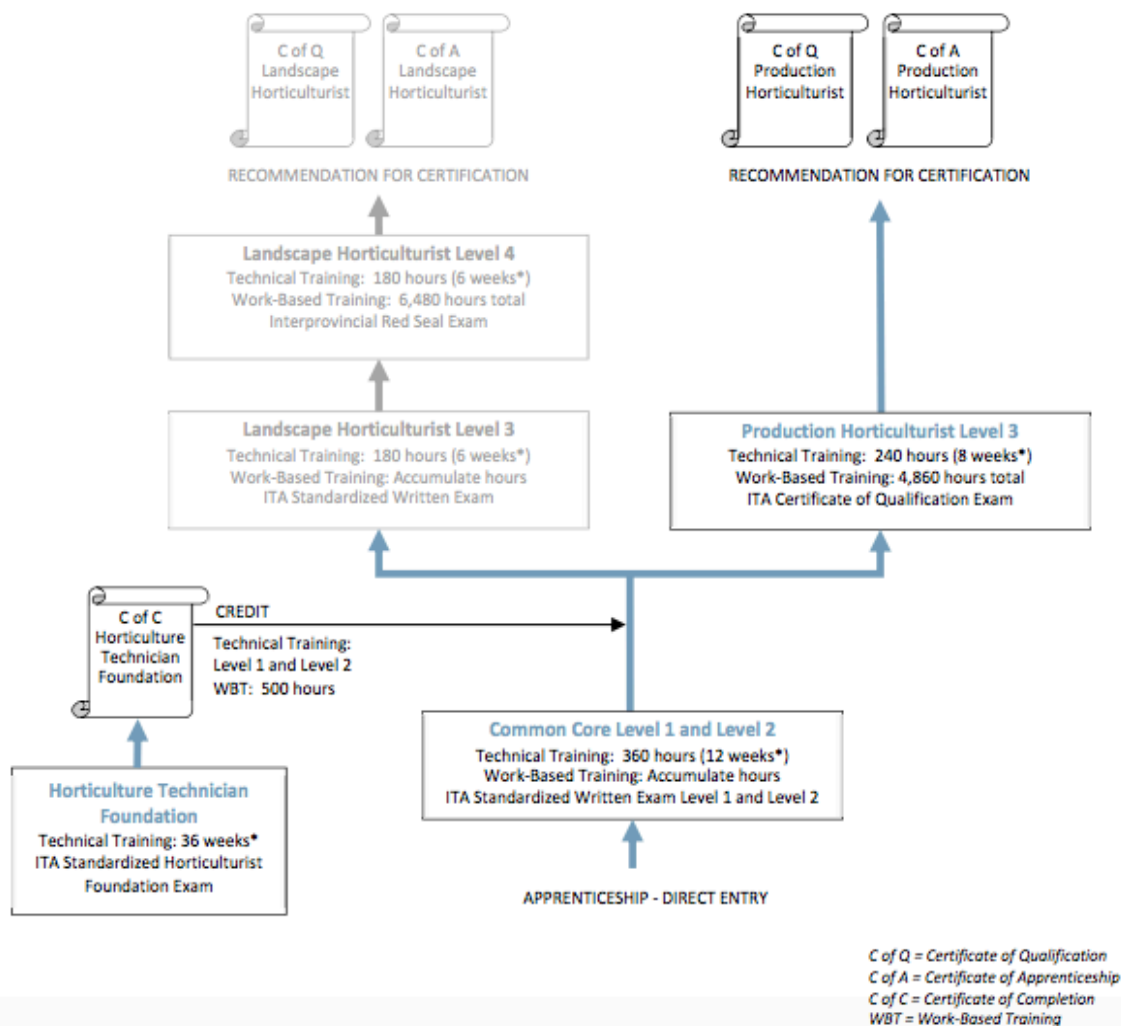 C of Q
Landscape
Horticulturist
C of A
Landscape
Horticulturist
C of Q
Production
Horticulturist
C of A
Production
Horticulturist
RECOMMENDATION FOR CERTIFICATION
RECOMMENDATION FOR CERTIFICATION
Landscape Horticulturist Level 4
Technical Training:  180 hours (6 weeks*)
Work-Based Training:  6,480 hours total
Interprovincial Red Seal Exam
Landscape Horticulturist Level 3
Technical Training:  180 hours (6 weeks*)
Work-Based Training: Accumulate hours
ITA Standardized Written Exam
Production Horticulturist Level 3
Technical Training:  240 hours (8 weeks*)
Work-Based Training: 4,860 hours total
ITA Certificate of Qualification Exam
C of C
Horticulture
Technician
Foundation
CREDIT
Technical Training:
Level 1 and Level 2
WBT:  500 hours
Common Core Level 1 and Level 2
Technical Training:  360 hours (12 weeks*)
Work-Based Training: Accumulate hours
ITA Standardized Written Exam Level 1 and Level 2
Horticulture Technician
Foundation
Technical Training: 36 weeks*
ITA Standardized Horticulturist
Foundation Exam
APPRENTICESHIP - DIRECT ENTRY
C of Q = Certificate of Qualification
C of A = Certificate of Apprenticeship
C of C = Certificate of Completion
WBT = Work-Based Training